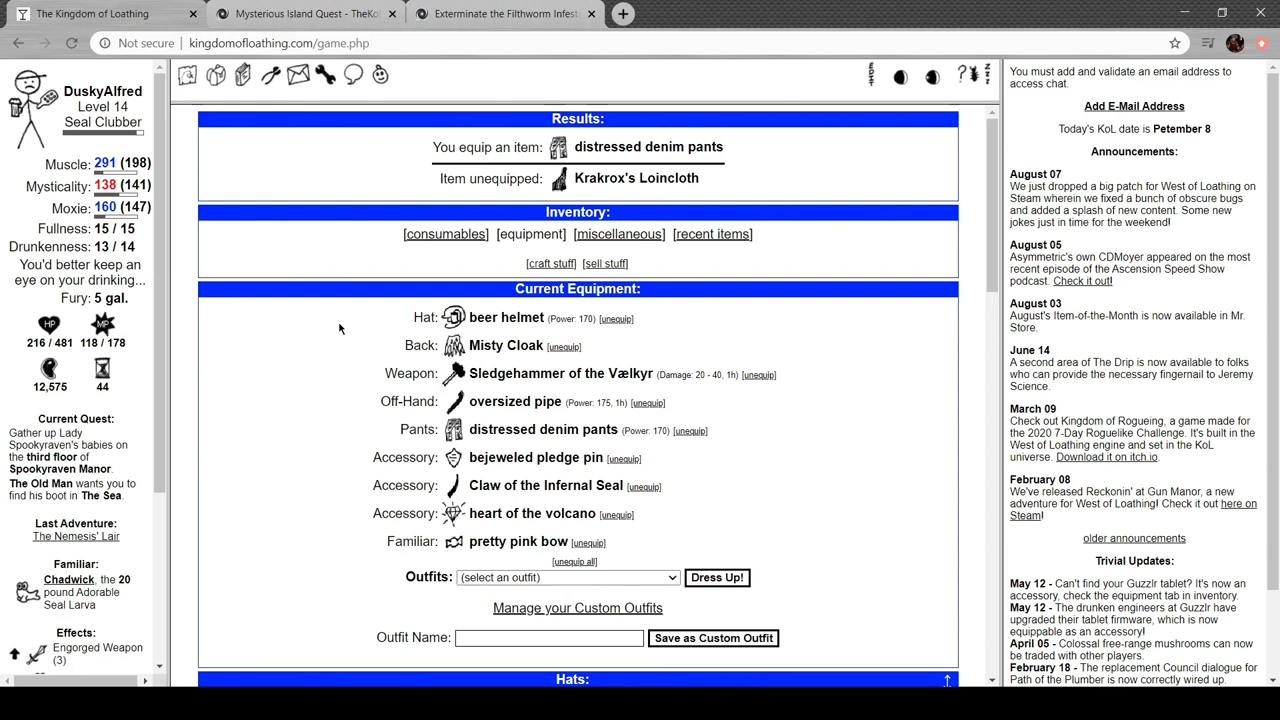 The Kingdom of Loathing
Mysterious Island Quest - TheKol
Exterminate the Filthworm Infest
Not secure
kingdomofloathing.com/game.php
DuskyAlfred
Level 14
Seal Clubber
Muscle: 291 (198)
Mysticality: 138 (141)
Moxie: 160 (147)
Fullness: 15 / 15
Drunkenness: 13 / 14
You'd better keep an
eye on your drinking...
Fury: 5 gal.
HP
MP
216 / 481
118 / 178
12,575
44
Current Quest:
Gather up Lady
Spookyraven's babies on
the third floor of
Spookyraven Manor.
The Old Man wants you to
find his boot in The Sea.
Last Adventure:
The Nemesis' Lair
Familiar:
Chadwick, the 20
pound Adorable
Seal Larva
Effects:
Engorged Weapon
(3)
Results:
You equip an item: distressed denim pants
Item unequipped: Krakrox's Loincloth
Inventory:
[consumables] [equipment] [miscellaneous] [recent items]
[craft stuff] [sell stuff]
Current Equipment:
Hat: beer helmet (Power: 170) [unequip]
Back: Misty Cloak [unequip]
Weapon: Sledgehammer of the Vælkyr (Damage: 20 - 40, 1h) [unequip]
Off-Hand: oversized pipe (Power: 175, 1h) [unequip]
Pants: distressed denim pants (Power: 170) [unequip]
Accessory: bejeweled pledge pin [unequip]
Accessory: Claw of the Infernal Seal [unequip]
Accessory: heart of the volcano [unequip]
Familiar: pretty pink bow [unequip]
[unequip all]
Outfits: (select an outfit) Dress Up!
Manage your Custom Outfits
Outfit Name: Save as Custom Outfit
Hats:
You must add and validate an email address to
access chat.
Add E-Mail Address
Today's KoL date is Petember 8
Announcements:
August 07
We just dropped a big patch for West of Loathing on
Steam wherein we fixed a bunch of obscure bugs
and added a splash of new content. Some new
jokes just in time for the weekend!
August 05
Asymmetric's own CDMoyer appeared on the most
recent episode of the Ascension Speed Show
podcast. Check it out!
August 03
August's Item-of-the-Month is now available in Mr.
Store.
June 14
A second area of The Drip is now available to folks
who can provide the necessary fingernail to Jeremy
Science.
March 09
Check out Kingdom of Rogueing, a game made for
the 2020 7-Day Roguelike Challenge. It's built in the
West of Loathing engine and set in the KoL
universe. Download it on itch.io.
February 08
We've released Reckonin' at Gun Manor, a new
adventure for West of Loathing! Check it out here on
Steam!
older announcements
Trivial Updates:
May 12 - Can't find your Guzzlr tablet? It's now an
accessory, check the equipment tab in inventory.
May 12 - The drunken engineers at Guzzlr have
upgraded their tablet firmware, which is now
equippable as an accessory!
April 05 - Colossal free-range mushrooms can now
be traded with other players.
February 18 - The replacement Council dialogue for
Path of the Plumber is now correctly wired up.